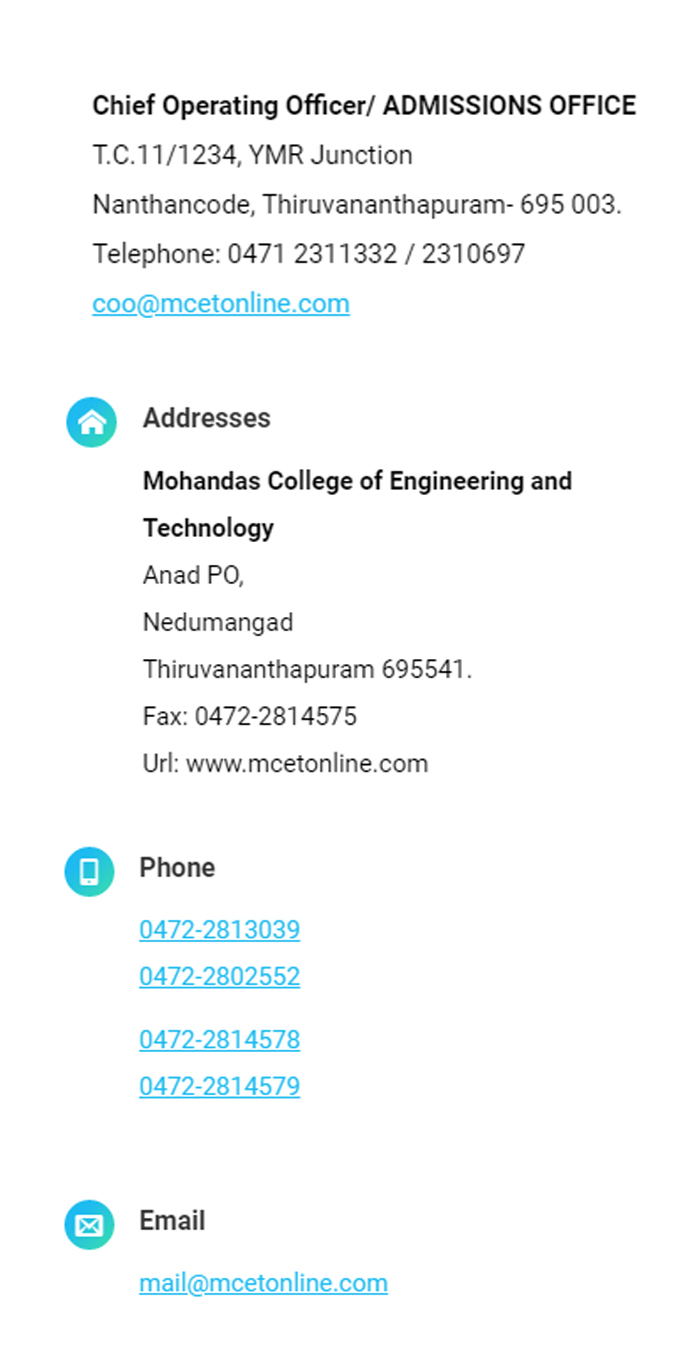 Chief Operating Officer/ ADMISSIONS OFFICE
T.C.11/1234, YMR Junction
Nanthancode, Thiruvananthapuram- 695 003.
Telephone: 0471 2311332 / 2310697
coo@mcetonline.com
Addresses
Mohandas College of Engineering and
Technology
Anad PO,
Nedumangad
Thiruvananthapuram 695541.
Fax: 0472-2814575
Url: www.mcetonline.com
Phone
0472-2813039
0472-2802552
0472-2814578
0472-2814579
Email
mail@mcetonline.com